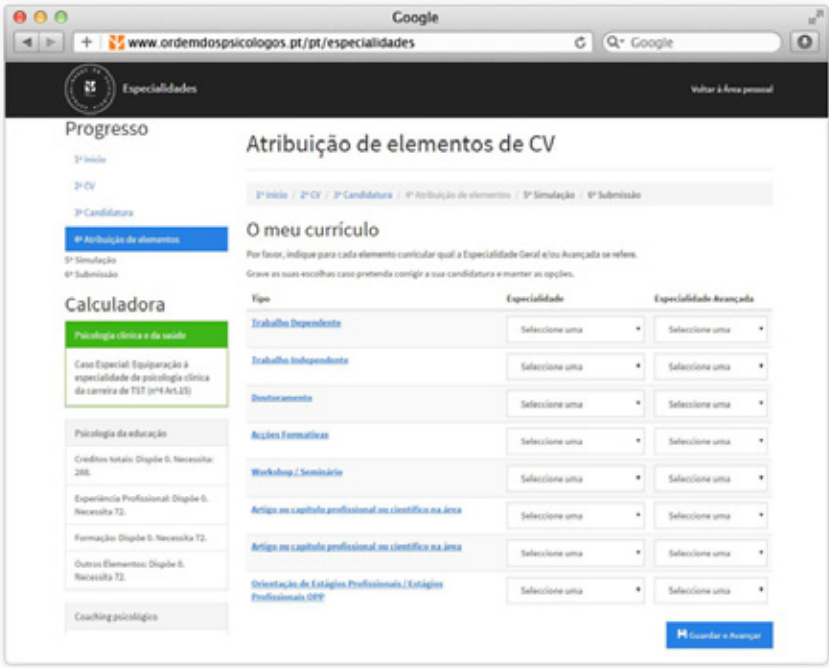 Google
www.ordemdospsicologos.pt/pt/especialidades
Google
Especialidades
Voltar à Área pessoal
Progresso
1º Início
2º CV
3º Candidatura
4º Atribuição de elementos
5º Simulação
6º Submissão
Calculadora
Psicologia clínica e da saúde
Caso Especial: Equiparação à
especialidade de psicologia clínica
da carreira de TST (nº4 Art.15)
Psicologia da educação
Créditos totais: Dispõe 0. Necessita:
288.
Experiência Profissional: Dispõe 0.
Necessita 72.
Formação: Dispõe 0. Necessita 72.
Outros Elementos: Dispõe 0.
Necessita 72.
Coaching psicológico
Atribuição de elementos de CV
1º Início / 2º CV / 3º Candidatura / 4º Atribuição de elementos / 5º Simulação / 6º Submissão
O meu currículo
Por favor, indique para cada elemento curricular qual a Especialidade Geral e/ou Avançada se refere.
Grave as suas escolhas caso pretenda corrigir a sua candidatura e manter as opções.
Tipo Especialidade Especialidade Avançada
Trabalho Dependente Seleccione uma Seleccione uma
Trabalho Independente Seleccione uma Seleccione uma
Doutoramento Seleccione uma Seleccione uma
Acções Formativas Seleccione uma Seleccione uma
Workshop / Seminário Seleccione uma Seleccione uma
Artigo ou capítulo profissional ou científico na área Seleccione uma Seleccione uma
Artigo ou capítulo profissional ou científico na área Seleccione uma Seleccione uma
Orientação de Estágios Profissionais / Estágios
Profissionais OPP Seleccione uma Seleccione uma
Guardar e Avançar